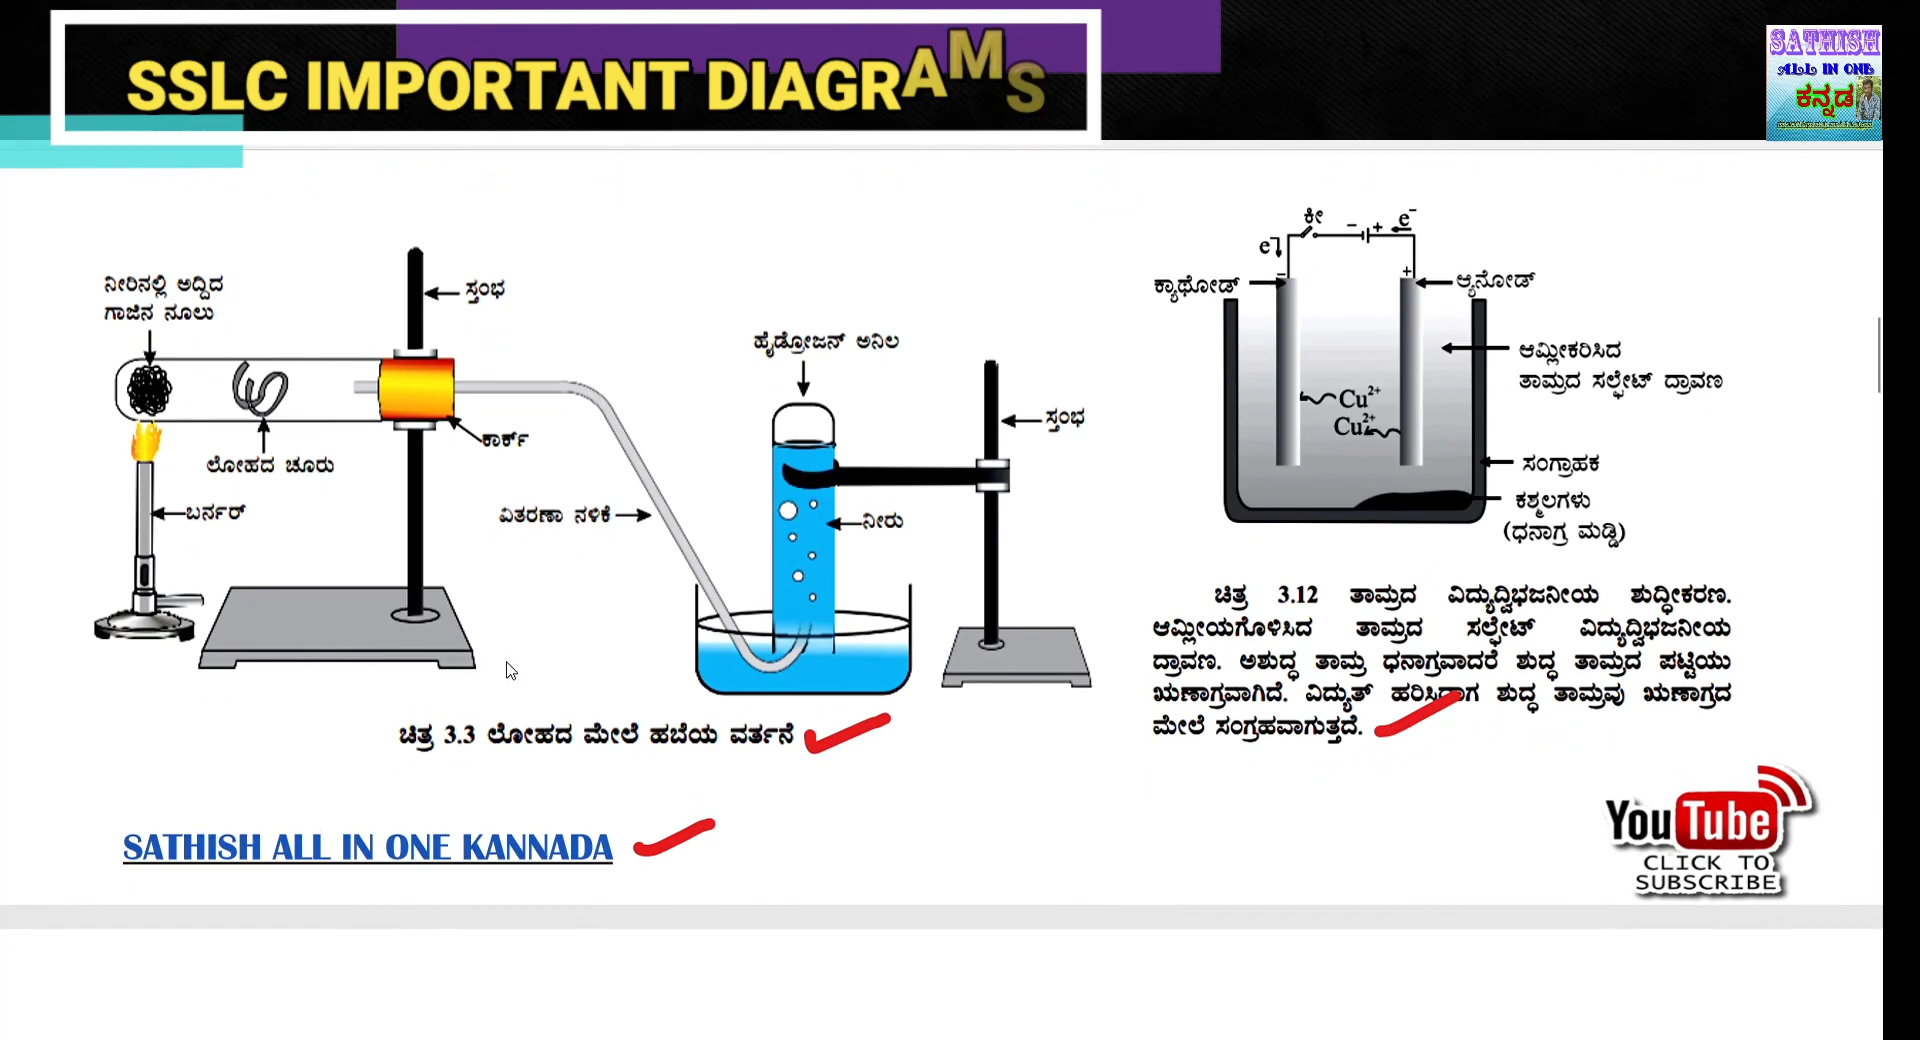 SSLC IMPORTANT DIAGRAMS
SATHISH
ALL IN ONE
ಕನ್ನಡ
ನೀರಿನಲ್ಲಿ ಅದ್ದಿದ
ಗಾಜಿನ ನೂಲು
ಸ್ತಂಭ
ಕಾರ್ಕ್
ಲೋಹದ ಚೂರು
ಬರ್ನರ್
ವಿತರಣಾ ನಳಿಕೆ
ಹೈಡ್ರೋಜನ್ ಅನಿಲ
ನೀರು
ಸ್ತಂಭ
ಚಿತ್ರ 3.3 ಲೋಹದ ಮೇಲೆ ಹಬೆಯ ವರ್ತನೆ
ಕೀ
− +
e⁻
e⁻
− +
ಕ್ಯಾಥೋಡ್
ಆ್ಯನೋಡ್
ಆಮ್ಲೀಕರಿಸಿದ
ತಾಮ್ರದ ಸಲ್ಫೇಟ್ ದ್ರಾವಣ
Cu²⁺
Cu²⁺
ಸಂಗ್ರಾಹಕ
ಕಶ್ಮಲಗಳು
(ಧನಾಗ್ರ ಮಡ್ಡಿ)
ಚಿತ್ರ 3.12 ತಾಮ್ರದ ವಿದ್ಯುದ್ವಿಭಜನೀಯ ಶುದ್ಧೀಕರಣ.
ಆಮ್ಲೀಯಗೊಳಿಸಿದ ತಾಮ್ರದ ಸಲ್ಫೇಟ್ ವಿದ್ಯುದ್ವಿಭಜನೀಯ
ದ್ರಾವಣ. ಅಶುದ್ಧ ತಾಮ್ರ ಧನಾಗ್ರವಾದರೆ ಶುದ್ಧ ತಾಮ್ರದ ಪಟ್ಟಿಯು
ಋಣಾಗ್ರವಾಗಿದೆ. ವಿದ್ಯುತ್ ಹರಿಸಿದಾಗ ಶುದ್ಧ ತಾಮ್ರವು ಋಣಾಗ್ರದ
ಮೇಲೆ ಸಂಗ್ರಹವಾಗುತ್ತದೆ.
SATHISH ALL IN ONE KANNADA
YouTube
CLICK TO
SUBSCRIBE